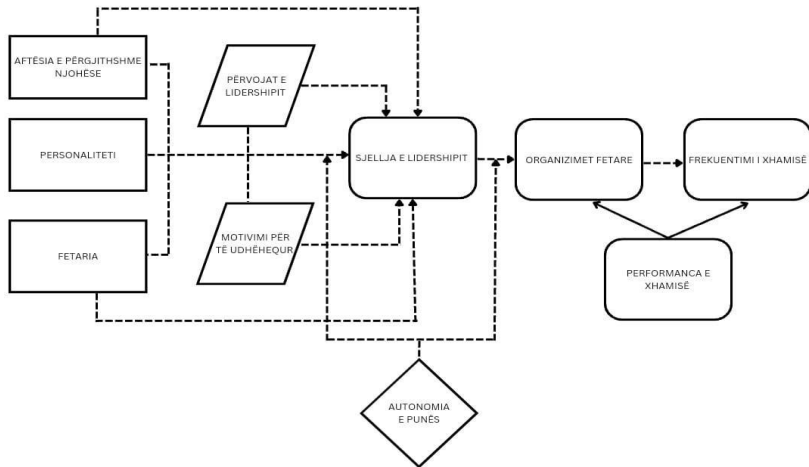 AFTËSIA E PËRGJITHSHME
NJOHËSE
PËRVOJAT E
LIDERSHIPIT
PERSONALITETI
SJELLJA E LIDERSHIPIT
ORGANIZIMET FETARE
FREKUENTIMI I XHAMISË
FETARIA
MOTIVIMI PËR
TË UDHËHEQUR
PERFORMANCA E
XHAMISË
AUTONOMIA
E PUNËS